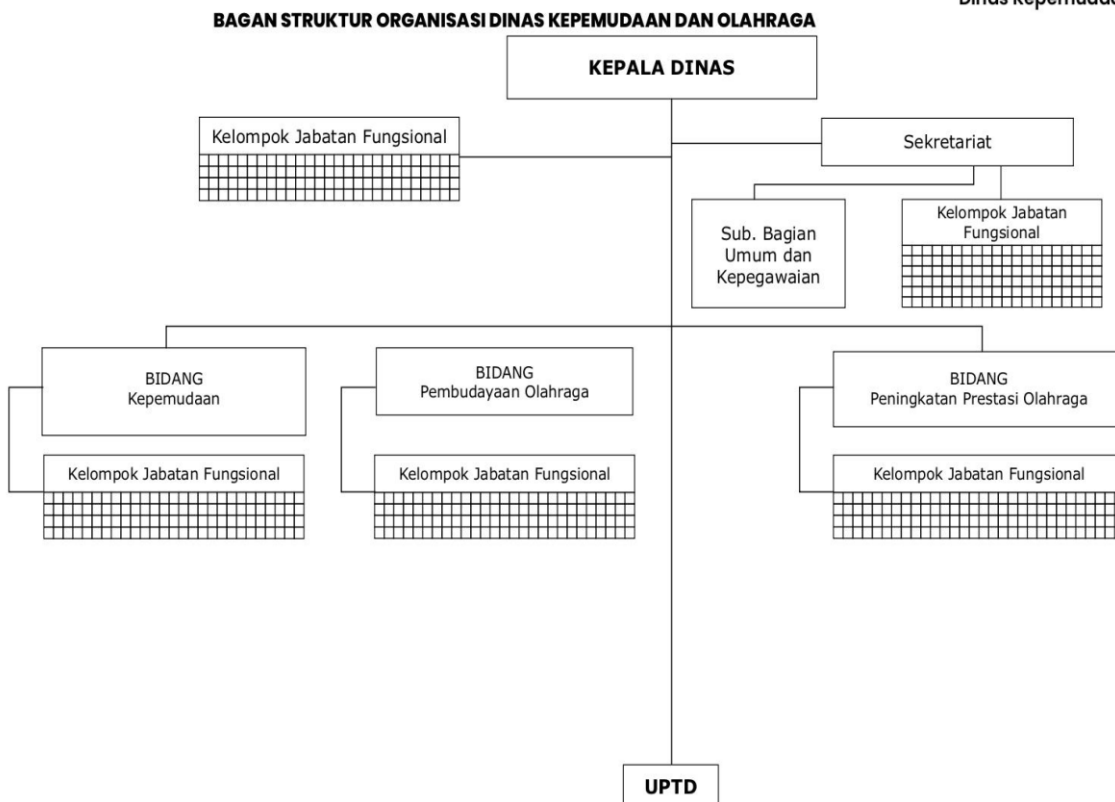 Dinas Kepemudaa
BAGAN STRUKTUR ORGANISASI DINAS KEPEMUDAAN DAN OLAHRAGA
KEPALA DINAS
Kelompok Jabatan Fungsional
Sekretariat
Sub. Bagian
Umum dan
Kepegawaian
Kelompok Jabatan
Fungsional
BIDANG
Kepemudaan
BIDANG
Pembudayaan Olahraga
BIDANG
Peningkatan Prestasi Olahraga
Kelompok Jabatan Fungsional
Kelompok Jabatan Fungsional
Kelompok Jabatan Fungsional
UPTD